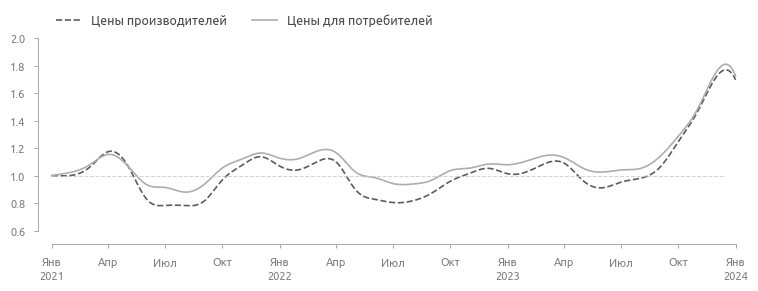 Цены производителей Цены для потребителей
2.0
1.8
1.6
1.4
1.2
1.0
0.8
0.6
Янв Апр Июл Окт Янв Апр Июл Окт Янв Апр Июл Окт Янв
2021 2022 2023 2024